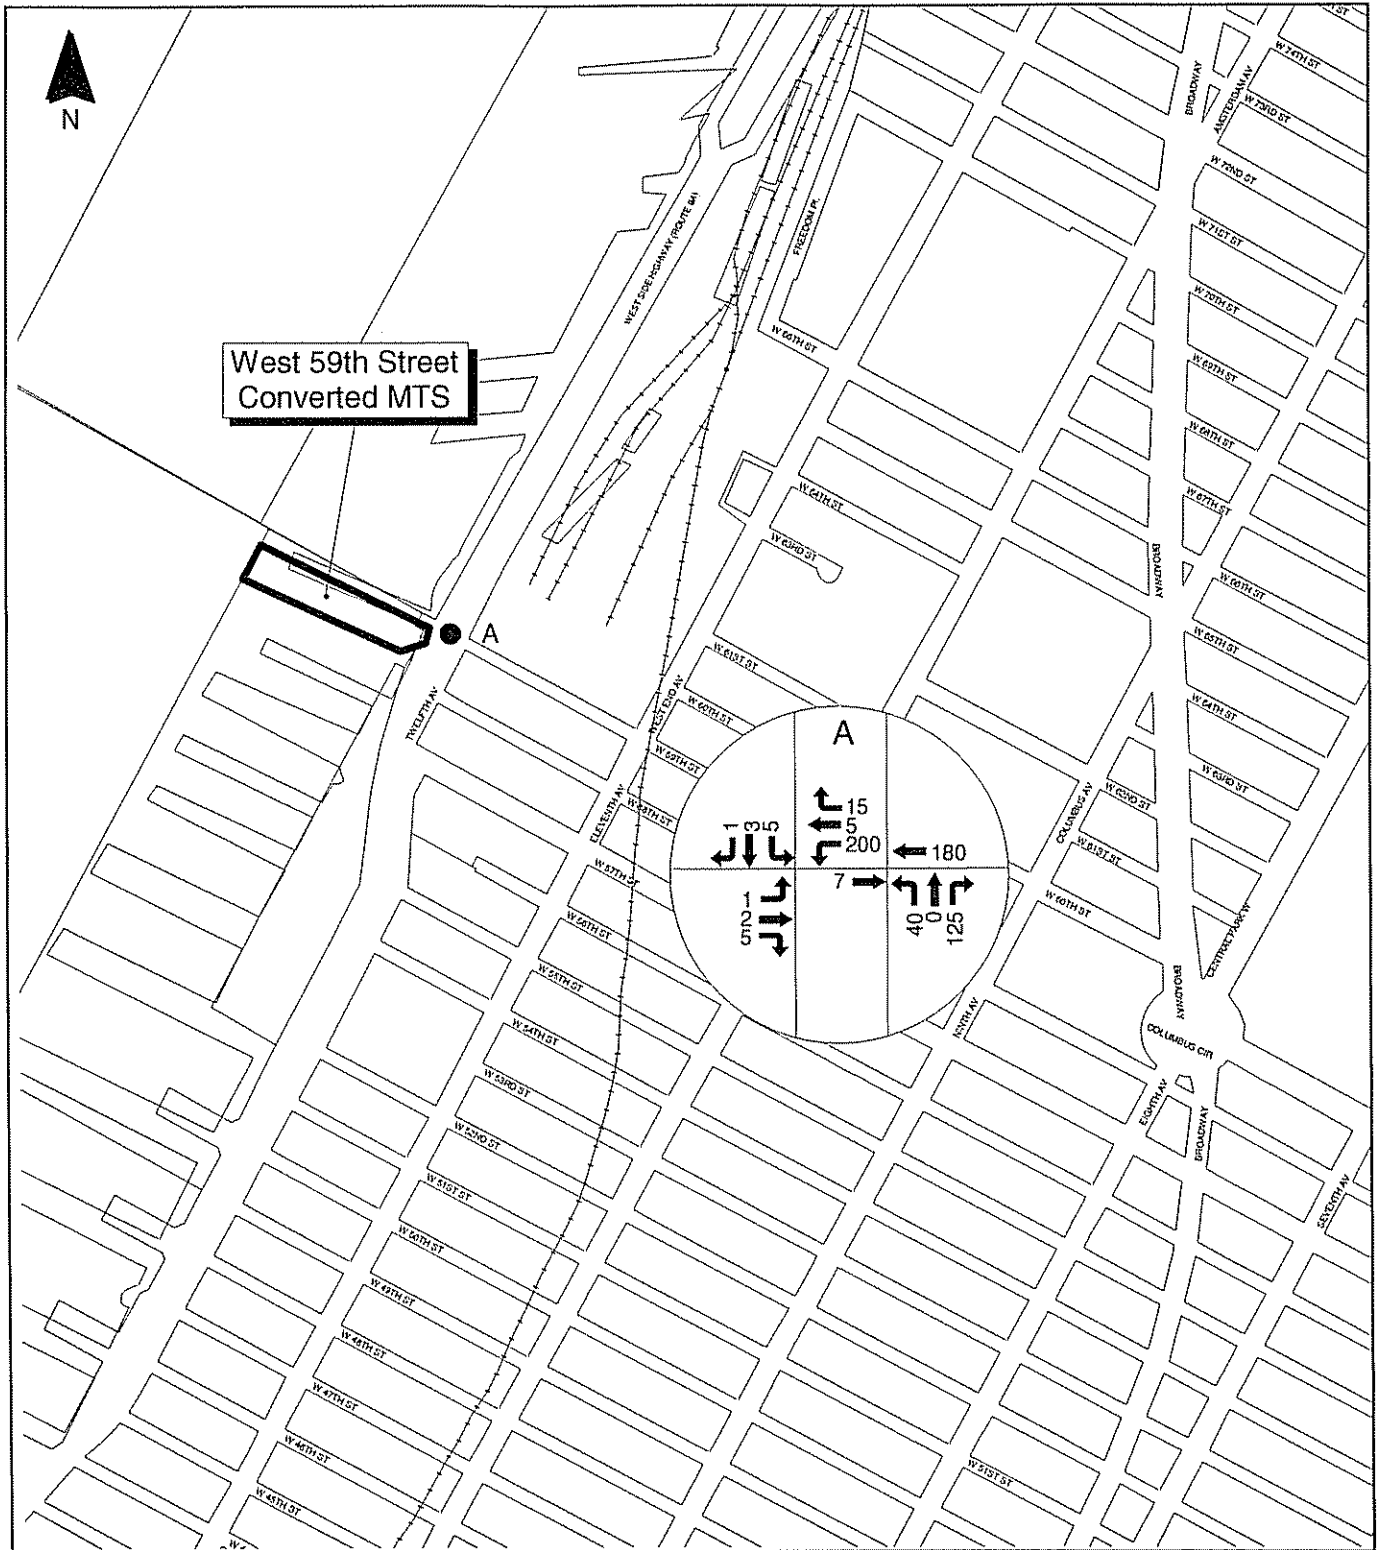 N
West 59th Street
Converted MTS
A
A
15
5
200
180
7
1
3
5
1
2
5
40
0
125
WEST SIDE HIGHWAY (ROUTE 9A)
FREEDOM PL
BROADWAY
AMSTERDAM AV
W 74TH ST
W 73RD ST
W 72ND ST
W 71ST ST
W 70TH ST
W 69TH ST
W 68TH ST
W 67TH ST
W 66TH ST
W 65TH ST
W 64TH ST
W 63RD ST
W 62ND ST
W 61ST ST
W 60TH ST
W 66TH ST
W 64TH ST
W 63RD ST
W 61ST ST
W 60TH ST
W 59TH ST
W 58TH ST
W 57TH ST
W 56TH ST
W 55TH ST
W 54TH ST
W 53RD ST
W 52ND ST
W 51ST ST
W 50TH ST
W 49TH ST
W 48TH ST
W 47TH ST
W 46TH ST
W 45TH ST
W 51ST ST
TWELFTH AV
ELEVENTH AV
WEST END AV
COLUMBUS AV
NINTH AV
BROADWAY
BROADWAY
CENTRAL PARK W
COLUMBUS CIR
EIGHTH AV
BROADWAY
SEVENTH AV